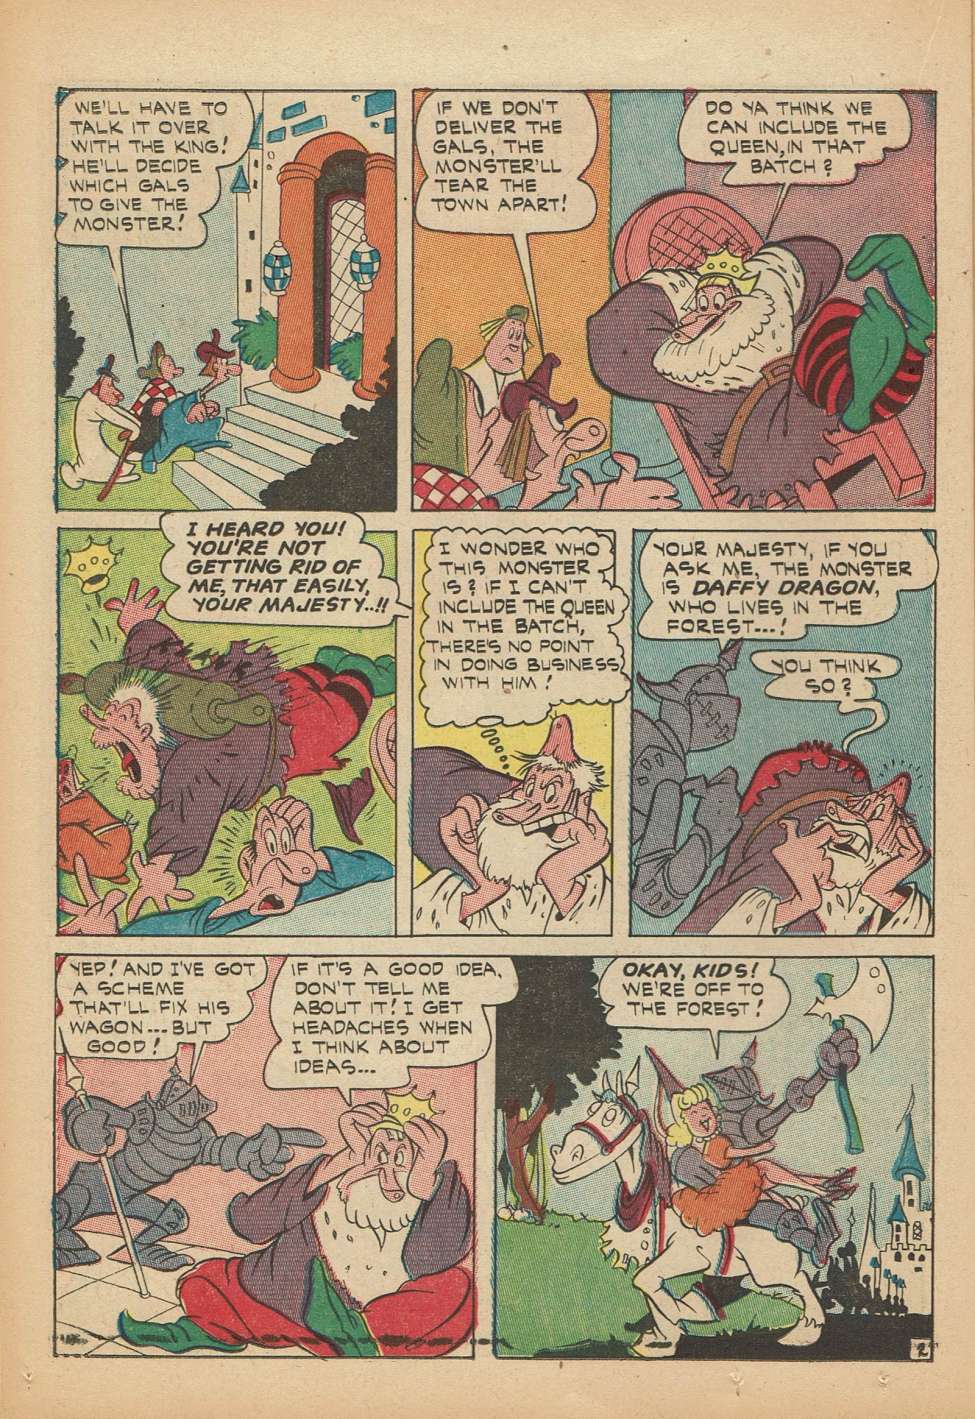 WE'LL HAVE TO
TALK IT OVER
WITH THE KING!
HE'LL DECIDE
WHICH GALS
TO GIVE THE
MONSTER!
IF WE DON'T
DELIVER THE
GALS, THE
MONSTER'LL
TEAR THE
TOWN APART!
DO YA THINK WE
CAN INCLUDE THE
QUEEN, IN THAT
BATCH?
I HEARD YOU!
YOU'RE NOT
GETTING RID OF
ME, THAT EASILY,
YOUR MAJESTY..!!
KLANK
I WONDER WHO
THIS MONSTER
IS? IF I CAN'T
INCLUDE THE QUEEN
IN THE BATCH,
THERE'S NO POINT
IN DOING BUSINESS
WITH HIM!
YOUR MAJESTY, IF YOU
ASK ME, THE MONSTER
IS DAFFY DRAGON,
WHO LIVES IN THE
FOREST...!
YOU THINK
SO?
YEP! AND I'VE GOT
A SCHEME
THAT'LL FIX HIS
WAGON...BUT
GOOD!
IF IT'S A GOOD IDEA,
DON'T TELL ME
ABOUT IT! I GET
HEADACHES WHEN
I THINK ABOUT
IDEAS...
OKAY, KIDS!
WE'RE OFF TO
THE FOREST!
2